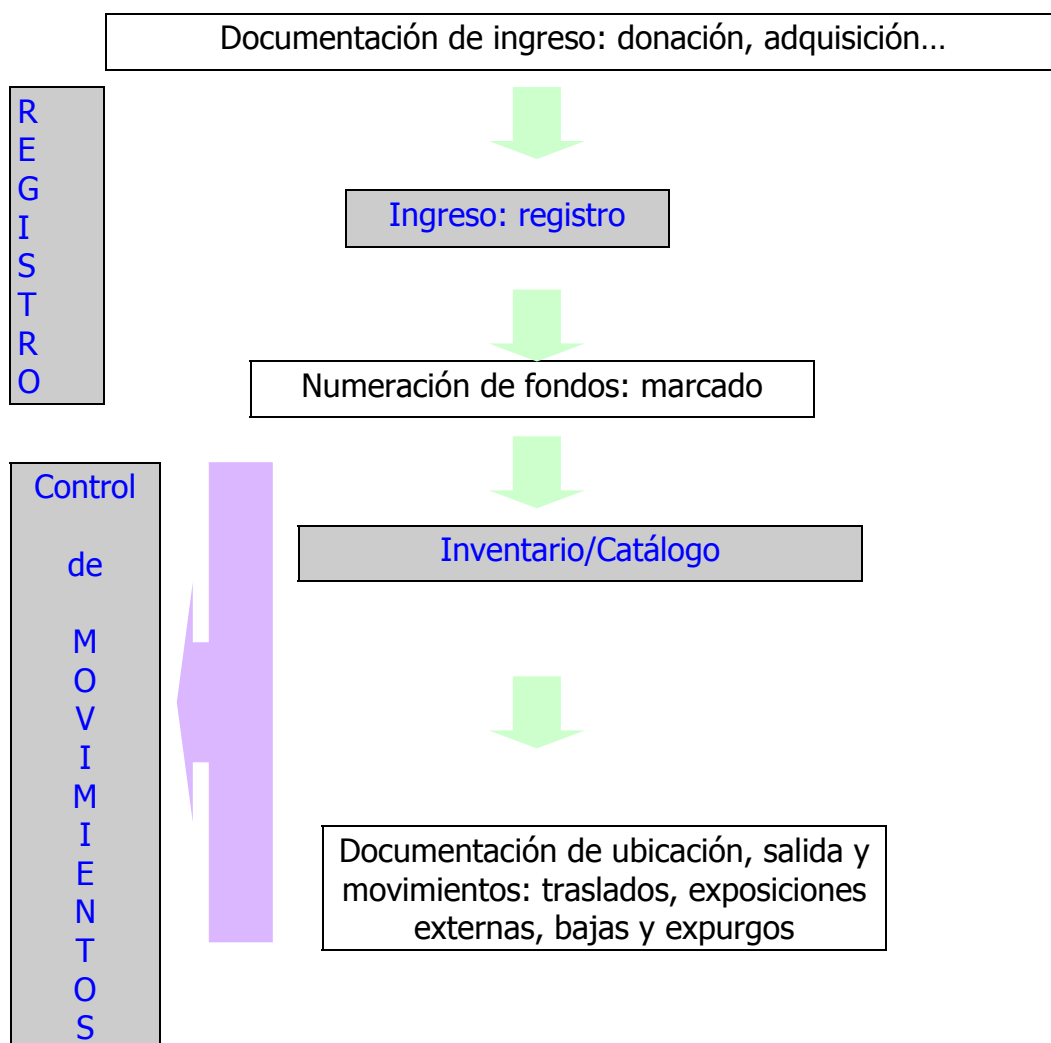 Documentación de ingreso: donación, adquisición…
R
E
G
I
S
T
R
O
Ingreso: registro
Numeración de fondos: marcado
Control
de
M
O
V
I
M
I
E
N
T
O
S
Inventario/Catálogo
Documentación de ubicación, salida y
movimientos: traslados, exposiciones
externas, bajas y expurgos